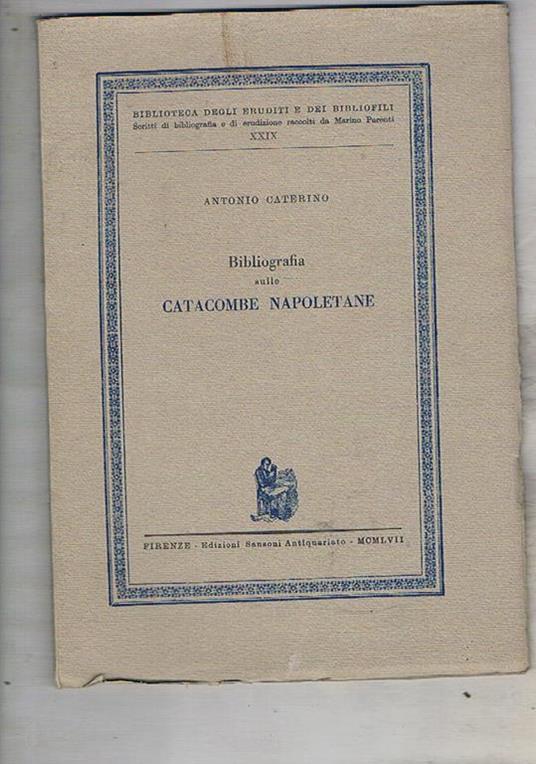 BIBLIOTECA DEGLI ERUDITI E DEI BIBLIOFILI
Scritti di bibliografia e di erudizione raccolti da Marino Parenti
XXIX
ANTONIO CATERINO
Bibliografia
sulle
CATACOMBE NAPOLETANE
FIRENZE - Edizioni Sansoni Antiquariato - MCMLVII